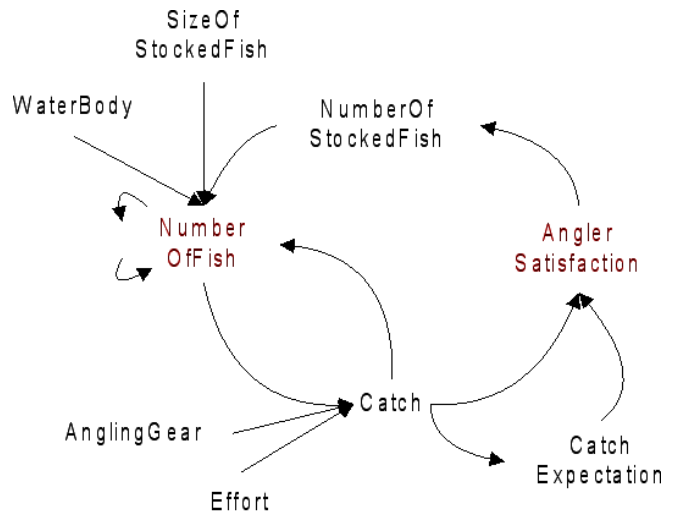 SizeOf
StockedFish
WaterBody
NumberOf
StockedFish
Number
OfFish
Angler
Satisfaction
Catch
AnglingGear
Catch
Expectation
Effort